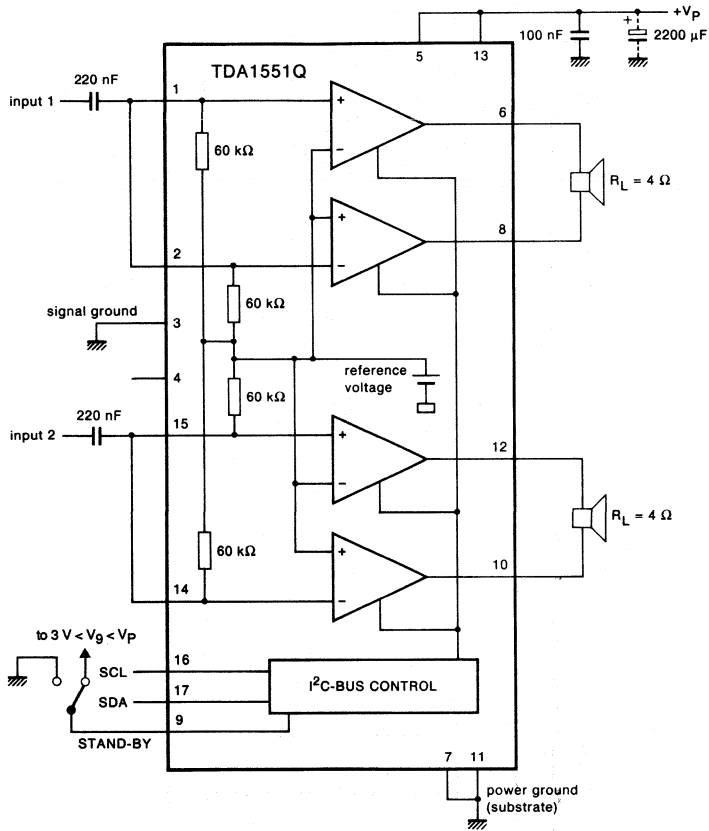 +VP
100 nF
+
2200 µF
5
13
TDA1551Q
220 nF
input 1
1
60 kΩ
+
−
6
RL = 4 Ω
+
−
8
2
60 kΩ
signal ground
3
reference
voltage
4
60 kΩ
220 nF
input 2
15
+
−
12
RL = 4 Ω
60 kΩ
+
−
10
14
to 3 V < V9 < VP
SCL
16
SDA
17
I²C-BUS CONTROL
9
STAND-BY
7
11
power ground
(substrate)